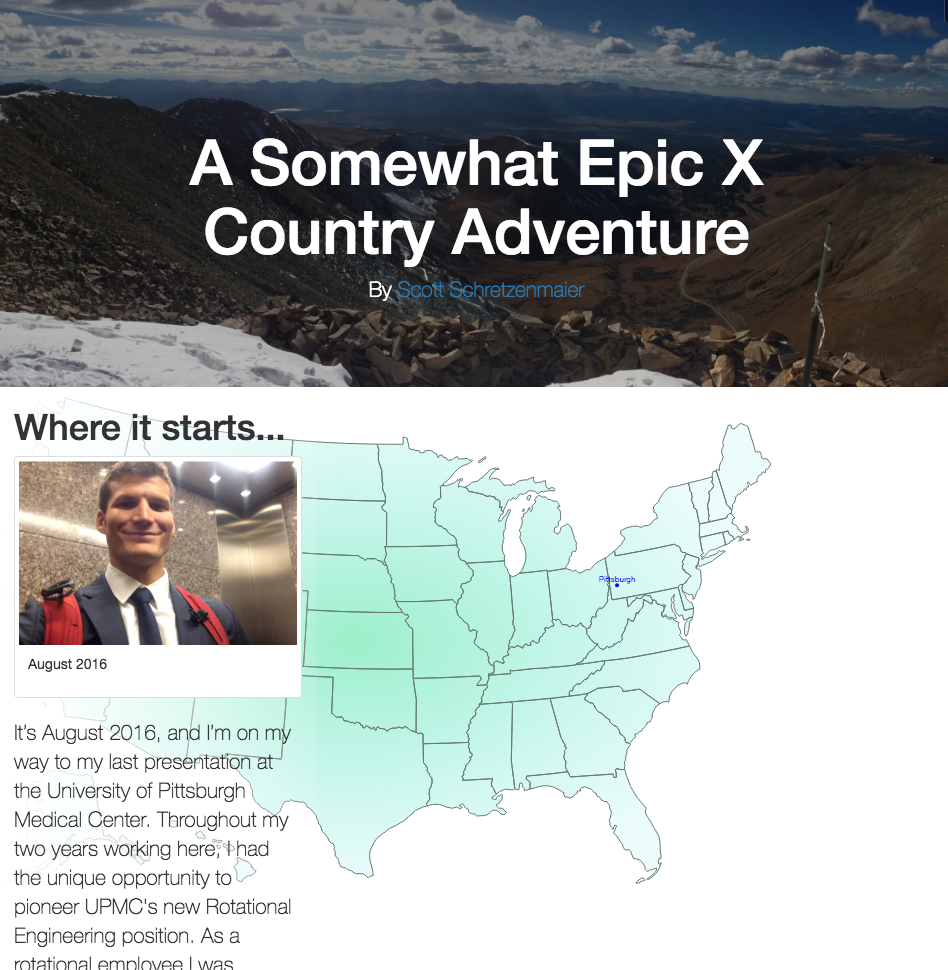 A Somewhat Epic X
Country Adventure
By Scott Schretzenmaier
Where it starts...
August 2016
Pittsburgh
It's August 2016, and I'm on my
way to my last presentation at
the University of Pittsburgh
Medical Center. Throughout my
two years working here, I had
the unique opportunity to
pioneer UPMC's new Rotational
Engineering position. As a
rotational employee I was